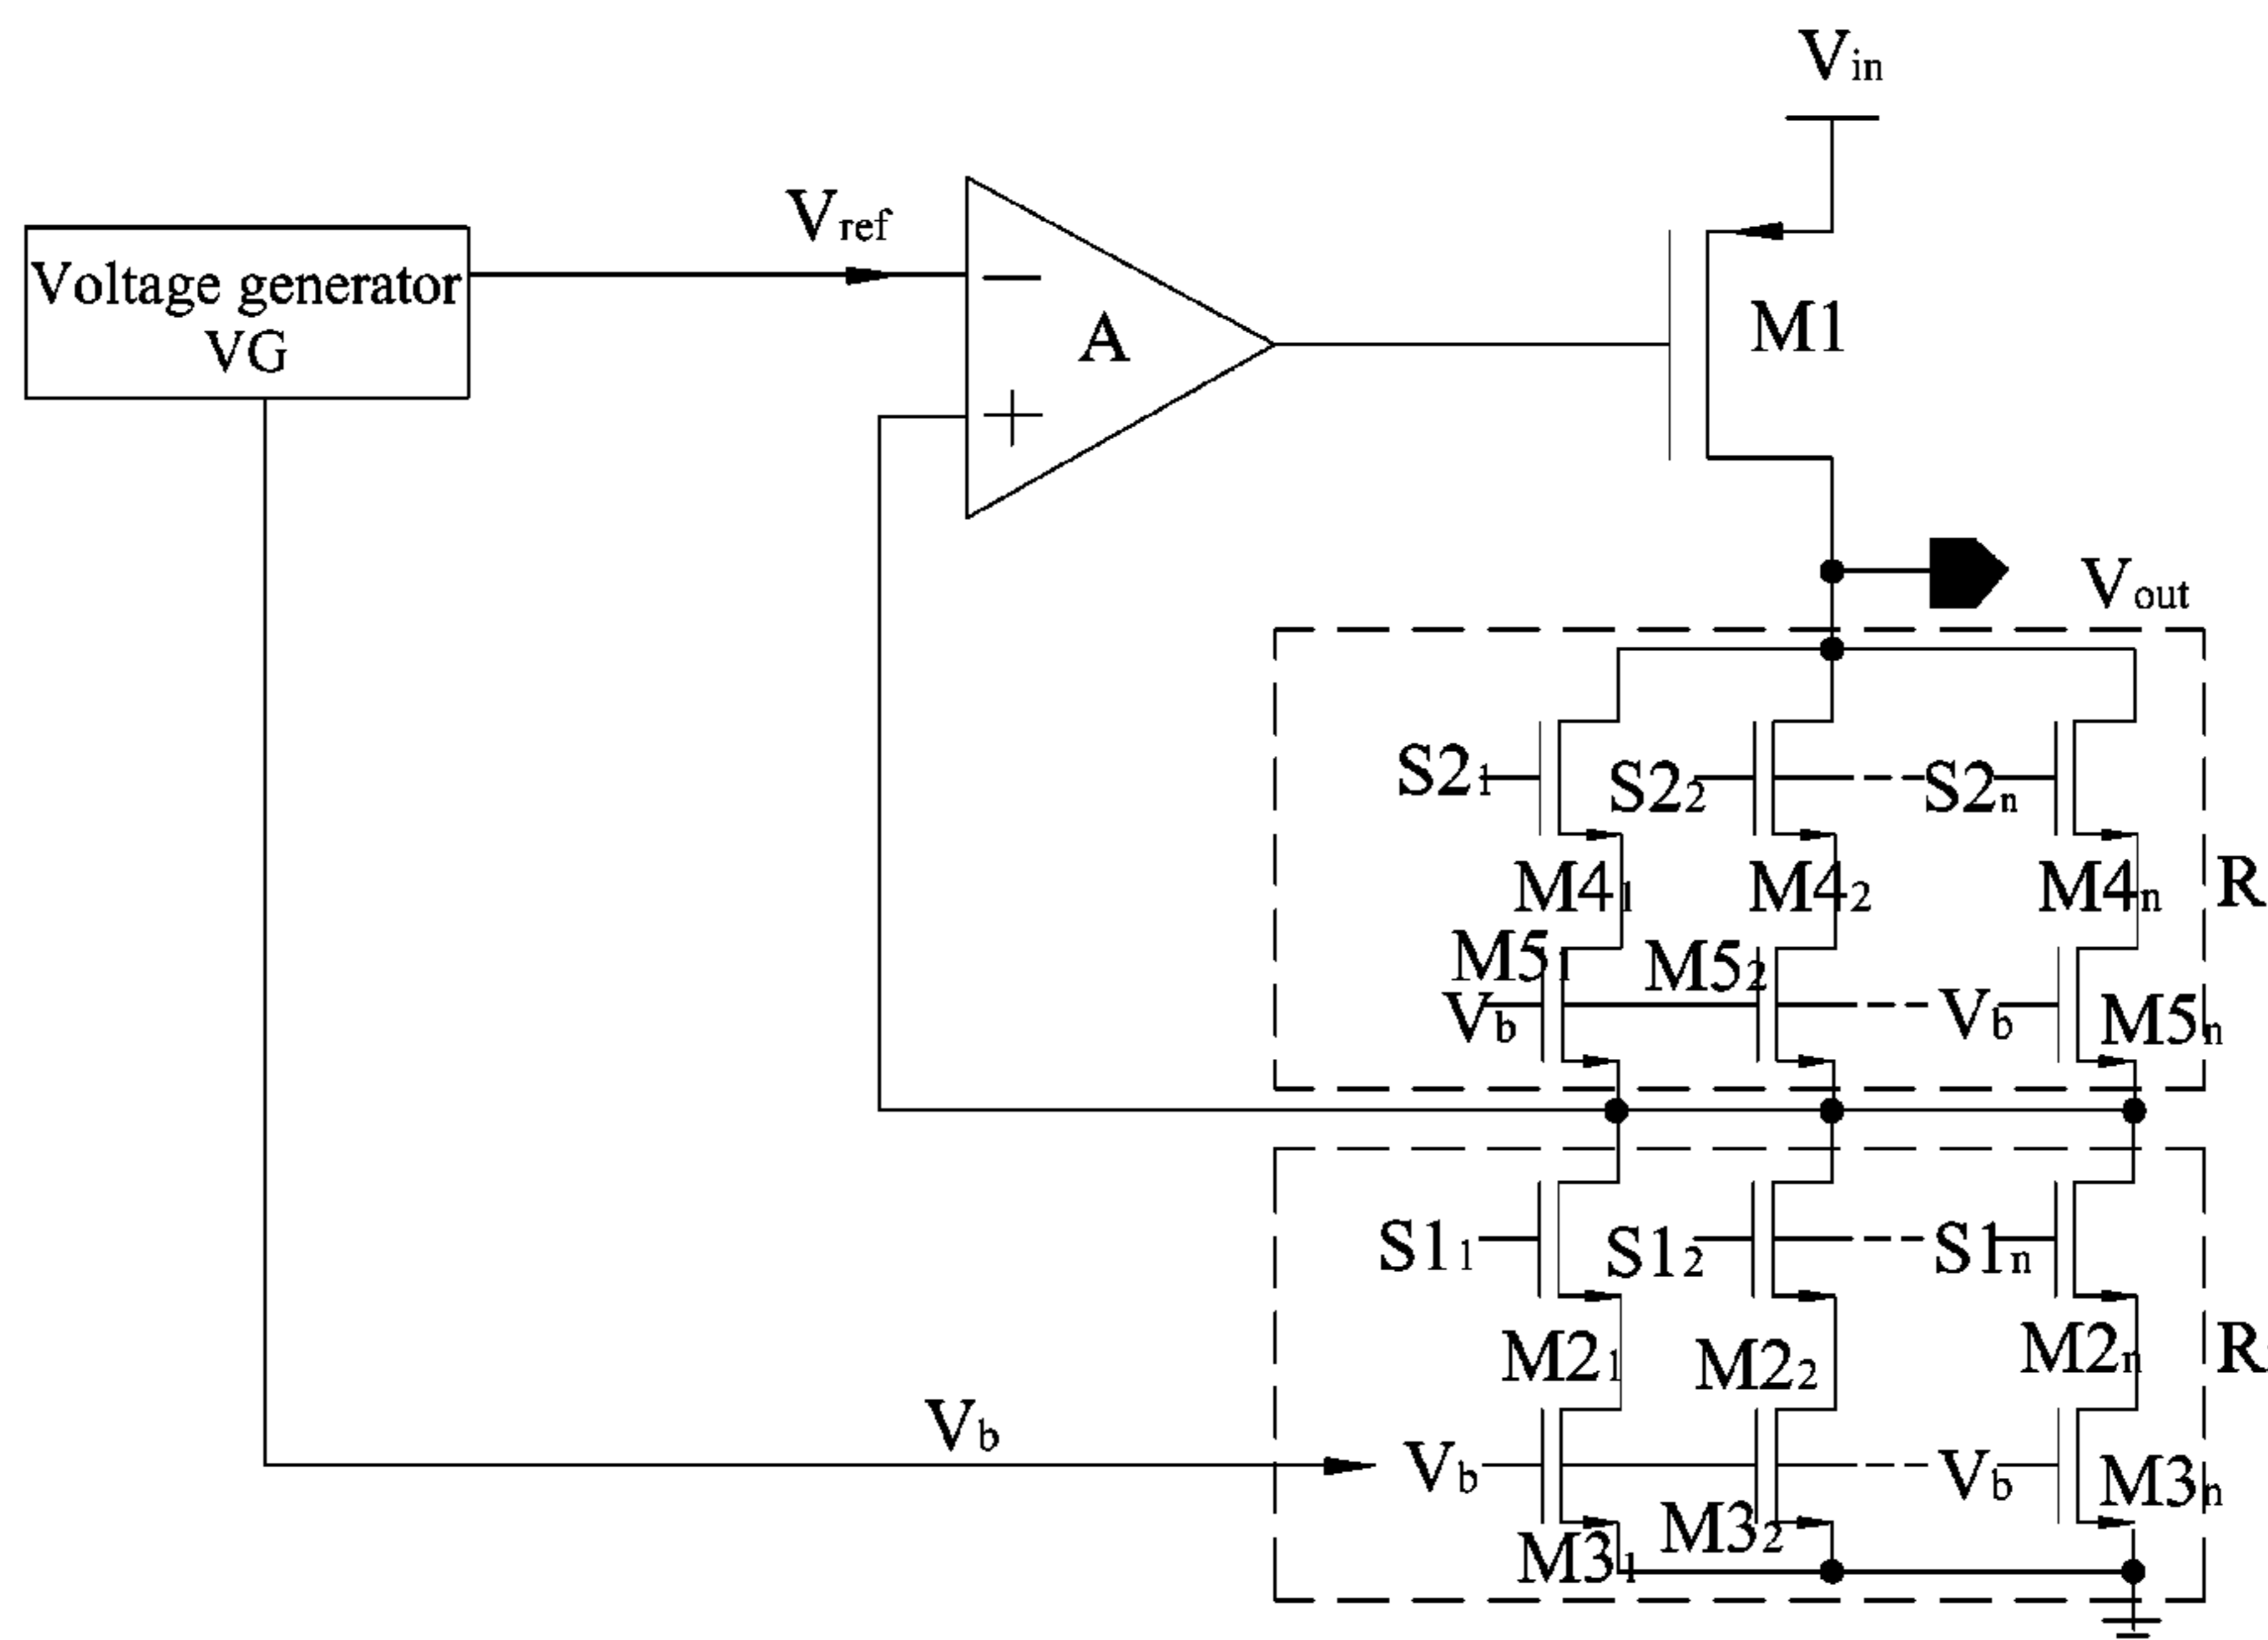 Vin
Vref
Voltage generator
VG
−
A
+
M1
Vout
S21
S22
S2n
M41
M42
M4n
R
M51
M52
Vb
Vb
M5n
S11
S12
S1n
M21
M22
M2n
R
Vb
Vb
Vb
M3n
M31
M32